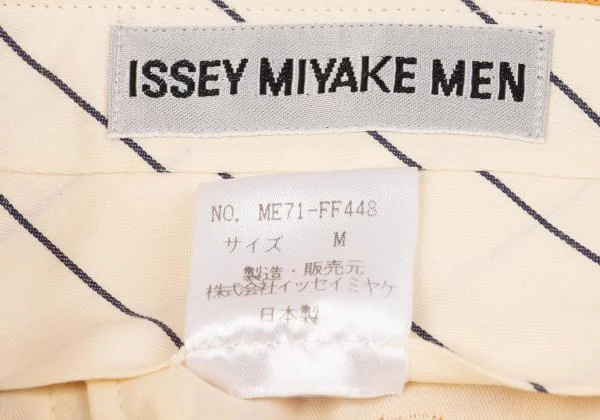 ISSEY MIYAKE MEN
NO. ME71-FF448
サイズ M
製造・販売元
株式会社イッセイミヤケ
日本製